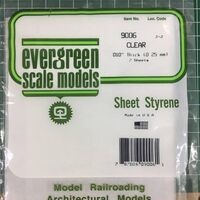 Item No. Loc. Code
9006 J-2
CLEAR
.010" Thick (0.25 mm)
2 Sheets
evergreen
scale models
Sheet Styrene
Made in U S A
Model Railroading
Architectural Models